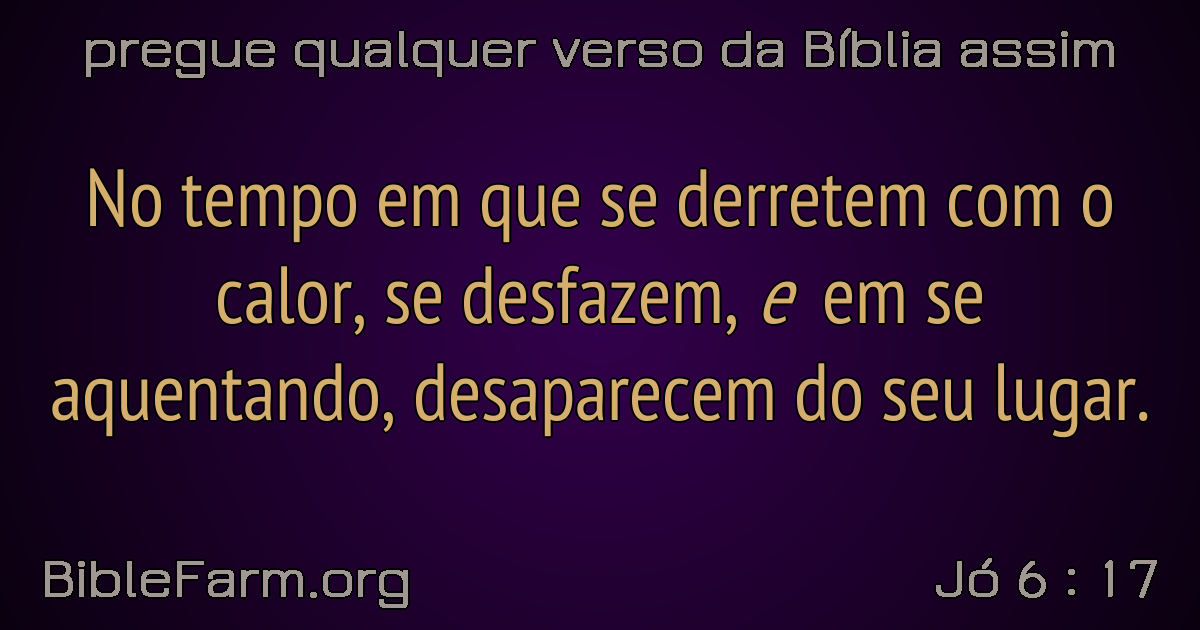 pregue qualquer verso da Bíblia assim
No tempo em que se derretem com o
calor, se desfazem, e em se
aquentando, desaparecem do seu lugar.
BibleFarm.org
Jó 6 : 17